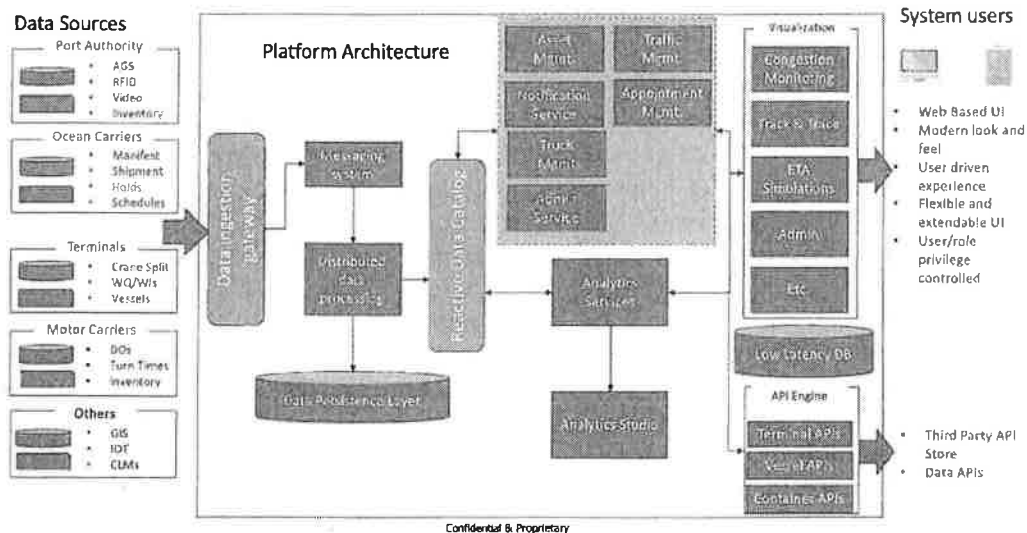 Data Sources
Port Authority
• AGS
• RFID
• Video
• Inventory
Ocean Carriers
• Manifest
• Shipment
• Holds
• Schedules
Terminals
• Crane Split
• WQ/WIs
• Vessels
Motor Carriers
• DOs
• Turn Times
• Inventory
Others
• GIS
• IOT
• CLMs
Platform Architecture
Data Ingestion
gateway
Messaging
system
Distributed
data
processing
Data Persistence Layer
Reactive Data Catalog
Asset
Mgmt.
Traffic
Mgmt.
Notification
Service
Appointment
Mgmt.
Truck
Mgmt.
Service
Analytics
Services
Analytics Studio
Visualization
Congestion
Monitoring
Track & Trace
ETA
Simulations
Admin
Etc
Low Latency DB
API Engine
Terminal APIs
Vessel APIs
Container APIs
System users
• Web Based UI
• Modern look and
feel
• User driven
experience
• Flexible and
extendable UI
• User/role
privilege
controlled
• Third Party API
Store
• Data APIs
Confidential & Proprietary